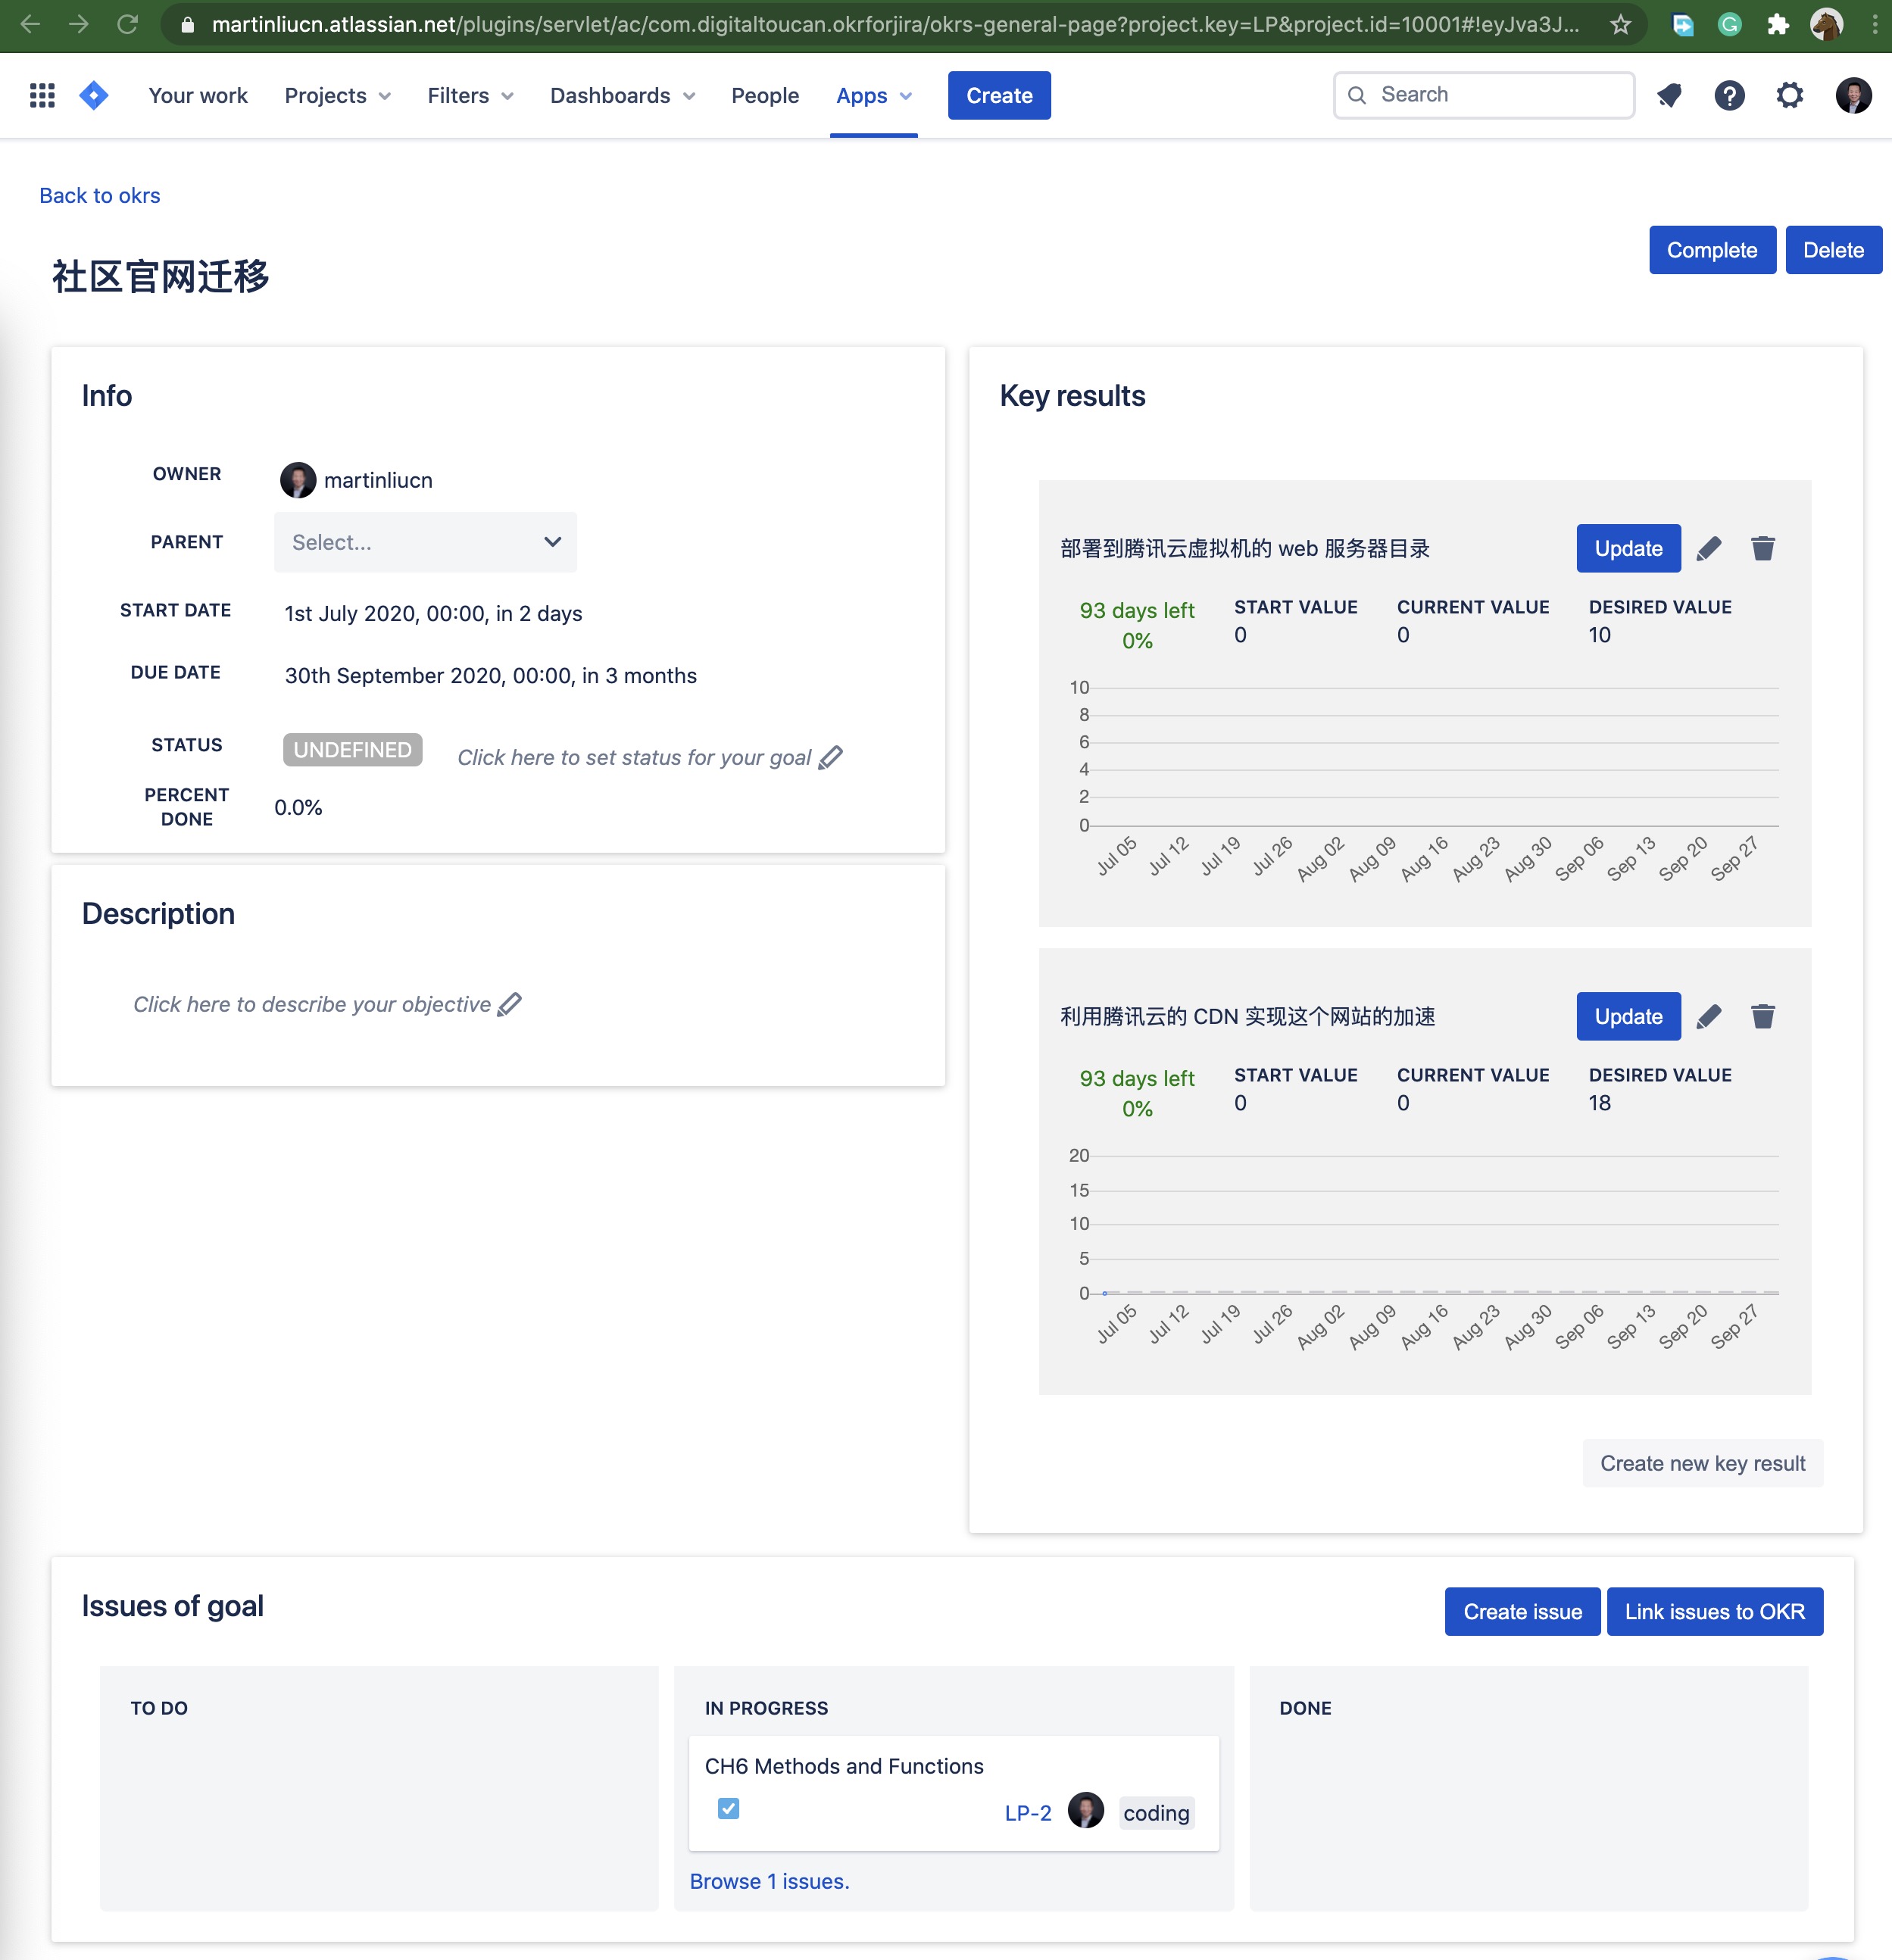 martinliucn.atlassian.net/plugins/servlet/ac/com.digitaltoucan.okrforjira/okrs-general-page?project.key=LP&project.id=10001#!eyJva3J...
Your work Projects Filters Dashboards People Apps Create Search
Back to okrs
Complete Delete
社区官网迁移
Info
OWNER martinliucn
PARENT Select...
START DATE 1st July 2020, 00:00, in 2 days
DUE DATE 30th September 2020, 00:00, in 3 months
STATUS UNDEFINED Click here to set status for your goal
PERCENT
DONE 0.0%
Description
Click here to describe your objective
Key results
部署到腾讯云虚拟机的 web 服务器目录 Update
93 days left START VALUE CURRENT VALUE DESIRED VALUE
0% 0 0 10
10
8
6
4
2
0
Jul 05 Jul 12 Jul 19 Jul 26 Aug 02 Aug 09 Aug 16 Aug 23 Aug 30 Sep 06 Sep 13 Sep 20 Sep 27
利用腾讯云的 CDN 实现这个网站的加速 Update
93 days left START VALUE CURRENT VALUE DESIRED VALUE
0% 0 0 18
20
15
10
5
0
Jul 05 Jul 12 Jul 19 Jul 26 Aug 02 Aug 09 Aug 16 Aug 23 Aug 30 Sep 06 Sep 13 Sep 20 Sep 27
Create new key result
Issues of goal
Create issue Link issues to OKR
TO DO
IN PROGRESS
CH6 Methods and Functions
LP-2 coding
Browse 1 issues.
DONE